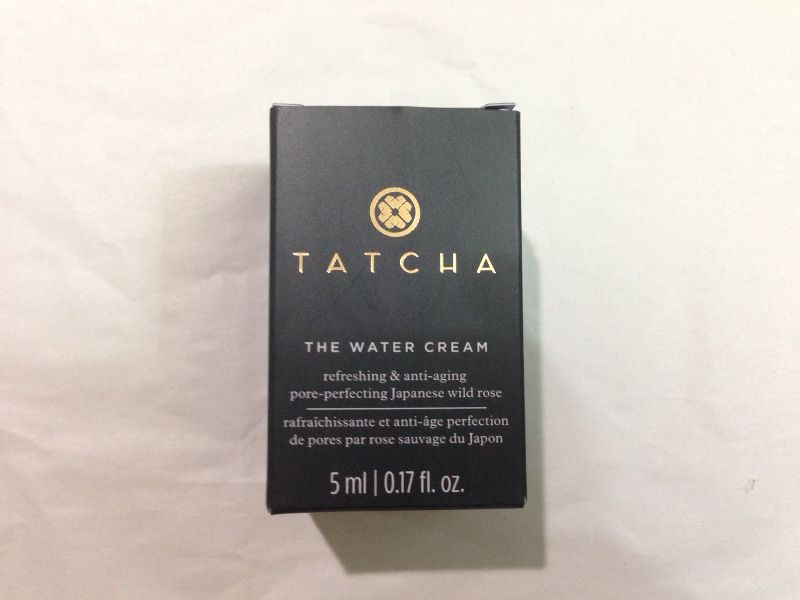 TATCHA
THE WATER CREAM
refreshing & anti-aging
pore-perfecting Japanese wild rose
rafraîchissante et anti-âge perfection
de pores par rose sauvage du Japon
5 ml | 0.17 fl. oz.